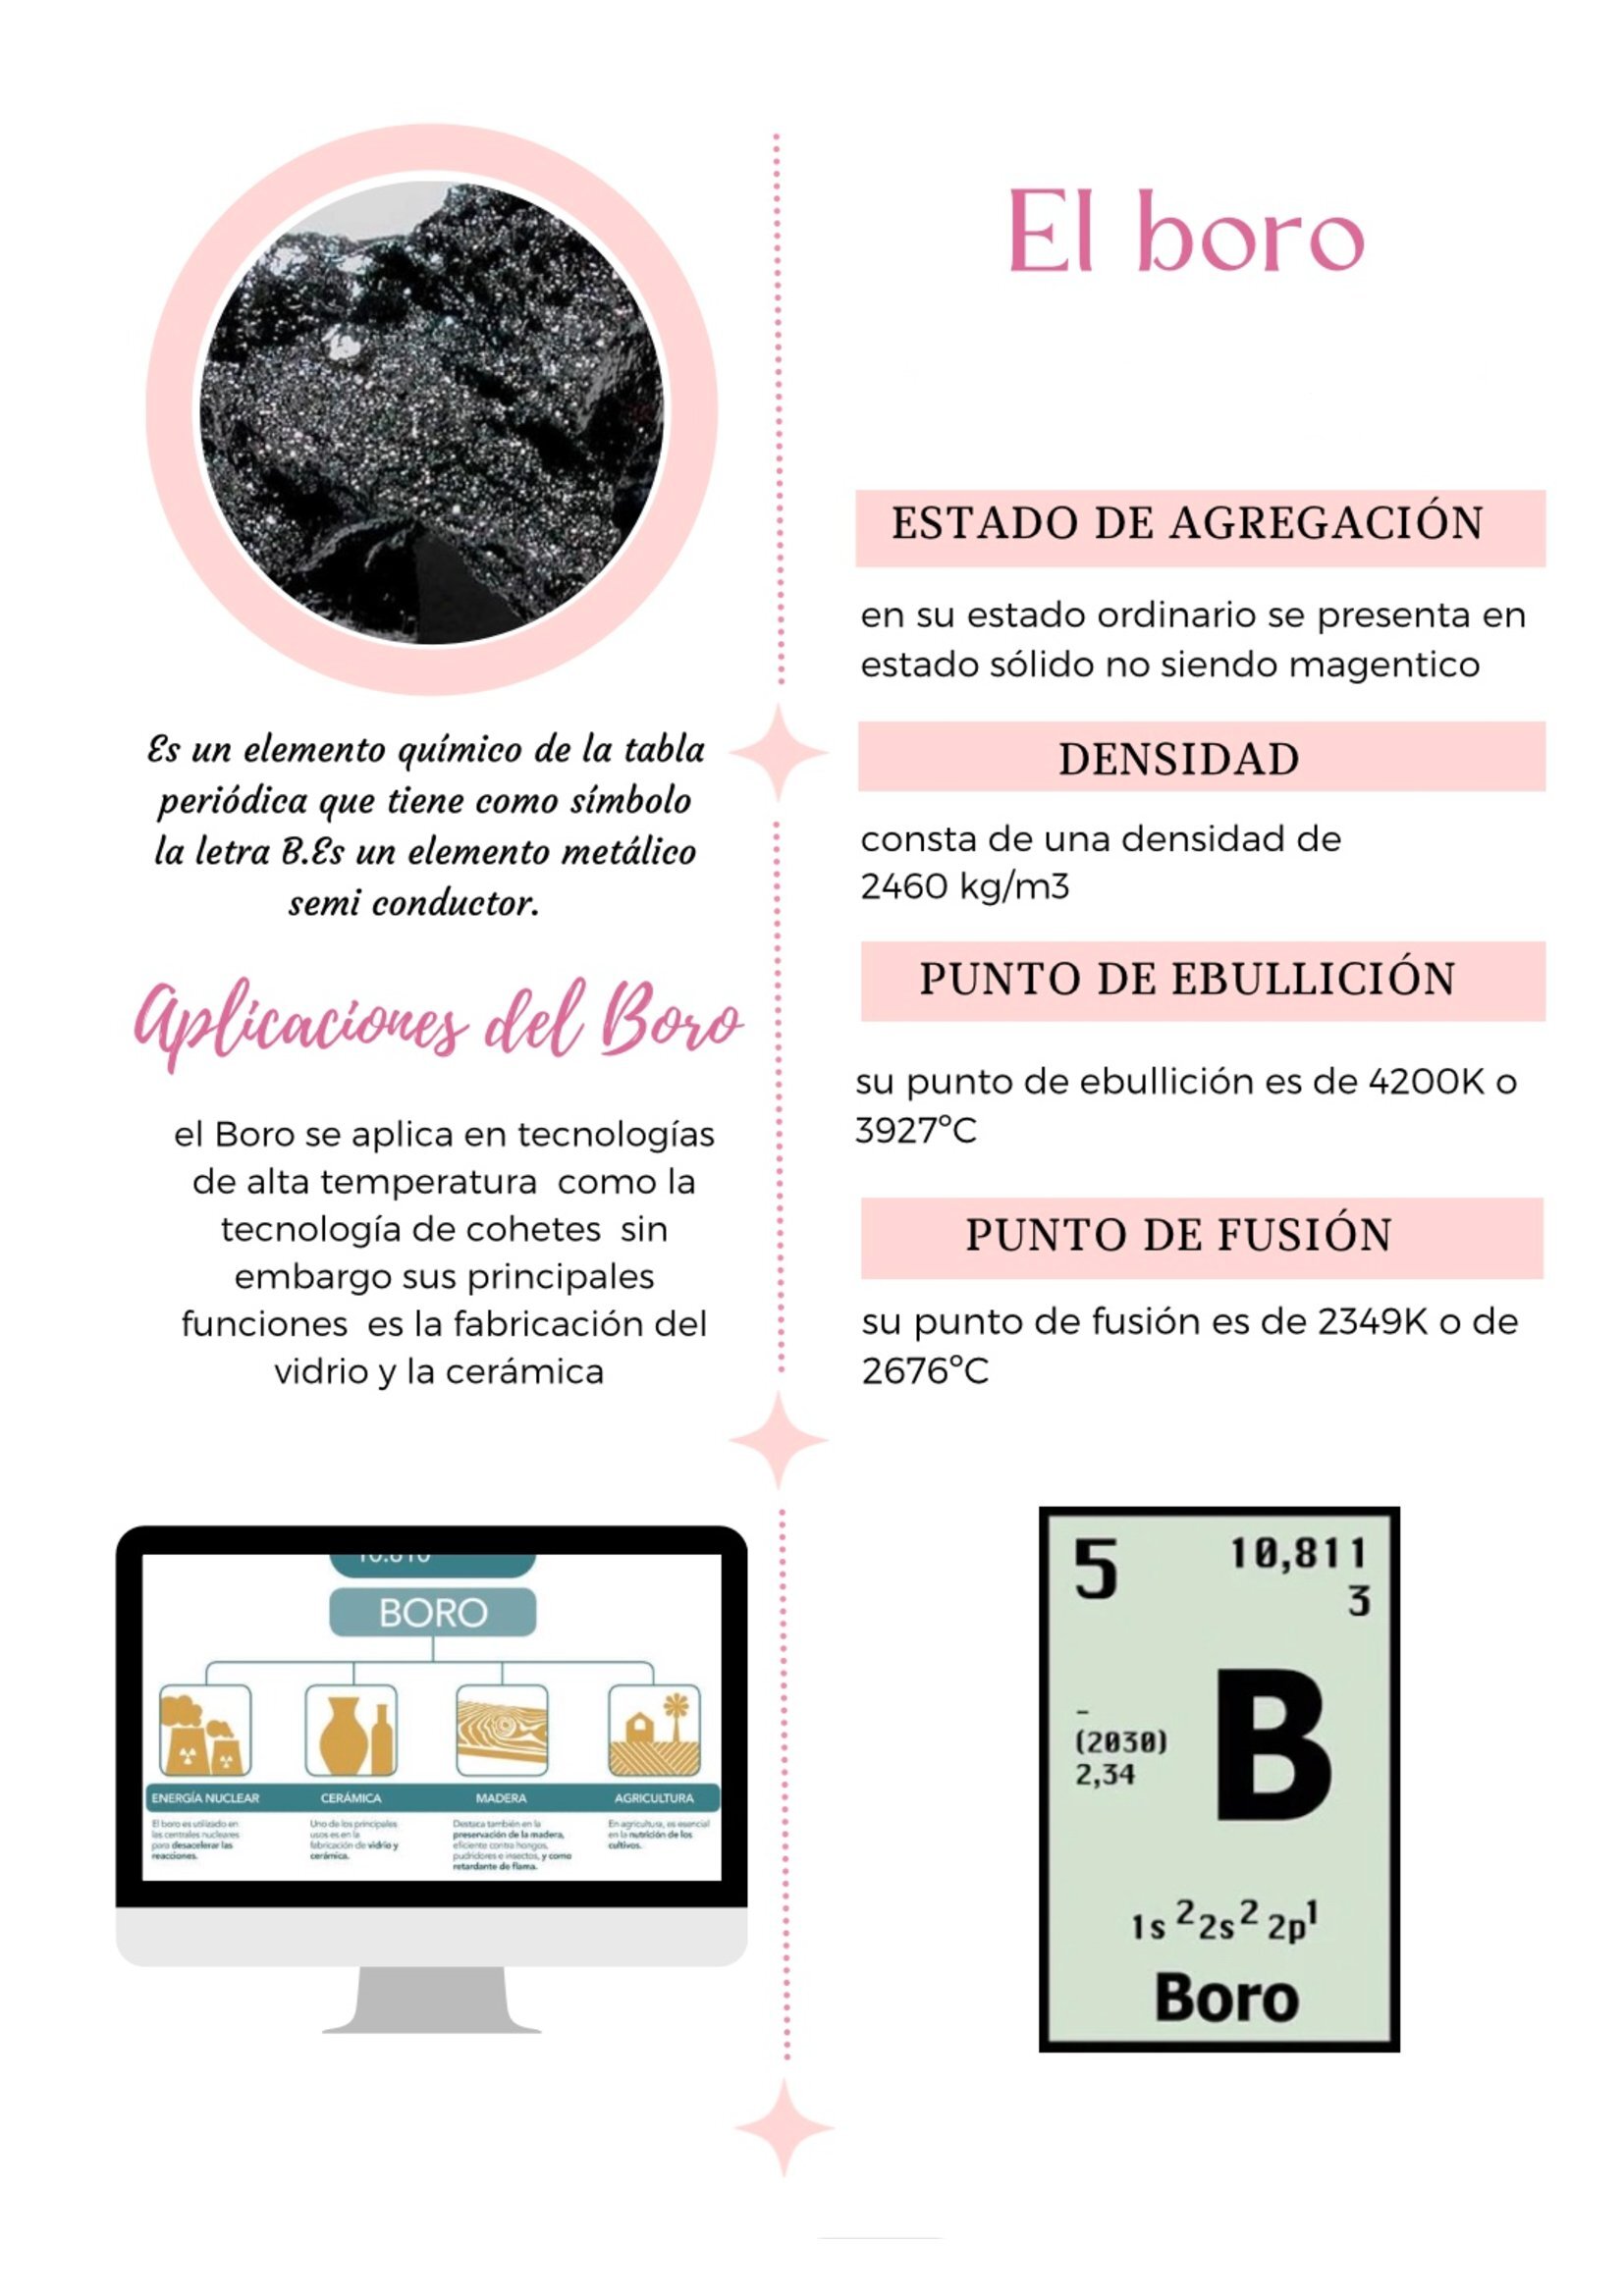 El boro
Es un elemento químico de la tabla
periódica que tiene como símbolo
la letra B.Es un elemento metálico
semi conductor.
Aplicaciones del Boro
el Boro se aplica en tecnologías
de alta temperatura como la
tecnología de cohetes sin
embargo sus principales
funciones es la fabricación del
vidrio y la cerámica
BORO
ENERGÍA NUCLEAR
El boro es utilizado en
las centrales nucleares
para desacelerar las
reacciones.
CERÁMICA
Uno de los principales
usos es en la
fabricación de vidrio y
cerámica.
MADERA
Destaca también en la
preservación de la madera,
eficiente contra hongos,
pudridores e insectos, y como
retardante de flama.
AGRICULTURA
En agricultura, es esencial
en la nutrición de los
cultivos.
ESTADO DE AGREGACIÓN
en su estado ordinario se presenta en
estado sólido no siendo magentico
DENSIDAD
consta de una densidad de
2460 kg/m3
PUNTO DE EBULLICIÓN
su punto de ebullición es de 4200K o
3927°C
PUNTO DE FUSIÓN
su punto de fusión es de 2349K o de
2676°C
5
10,811
3
-
(2030)
2,34
B
1s² 2s² 2p¹
Boro